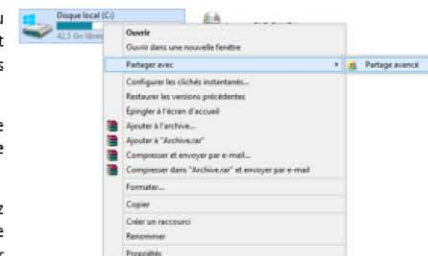 u
t
s
e
e
z
e
r
Disque local (C:)
Ouvrir
Ouvrir dans une nouvelle fenêtre
Partager avec
Partage avancé
Configurer les clichés instantanés...
Restaurer les versions précédentes
Épingler à l'écran d'accueil
Ajouter à l'archive...
Ajouter à "Archive.rar"
Compresser et envoyer par e-mail...
Compresser dans "Archive.rar" et envoyer par e-mail
Formater...
Copier
Créer un raccourci
Renommer
Propriétés